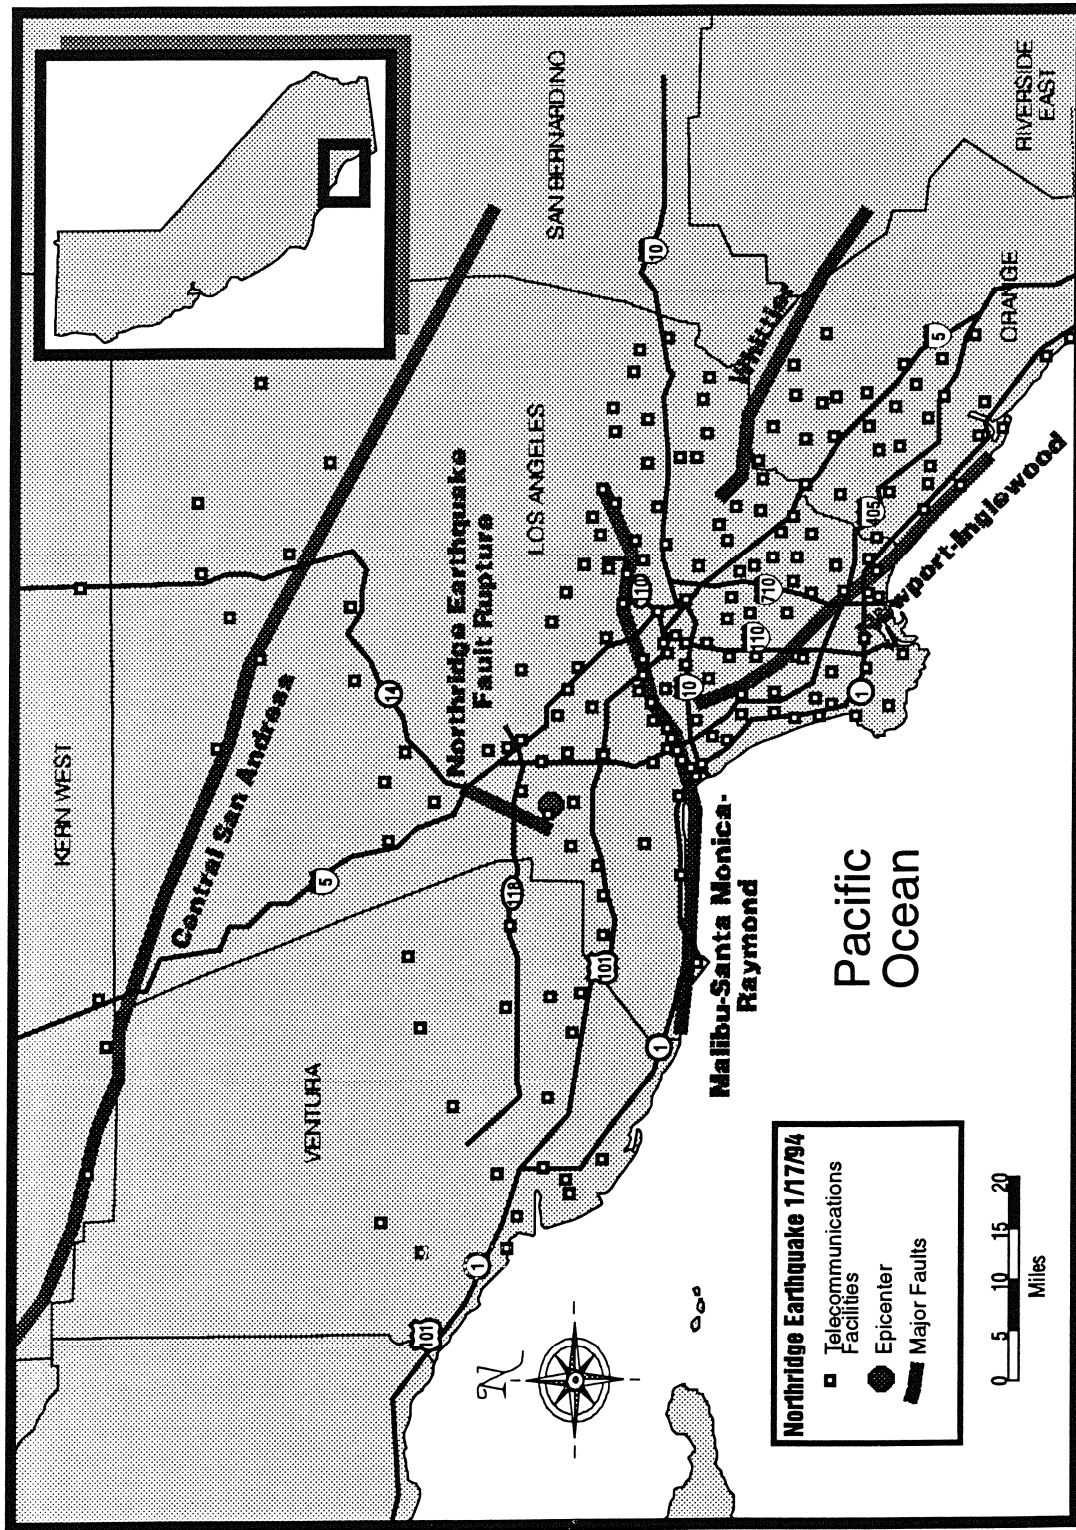 KERN WEST
SAN BERNARDINO
RIVERSIDE
EAST
Central San Andreas
14
5
Northridge Earthquake
Fault Rupture
LOS ANGELES
VENTURA
118
101
101
1
1
10
10
110
110
710
405
5
1
Whittier
ORANGE
Newport-Inglewood
Malibu-Santa Monica-
Raymond
Pacific
Ocean
N
Northridge Earthquake 1/17/94
Telecommunications
Facilities
Epicenter
Major Faults
0 5 10 15 20
Miles